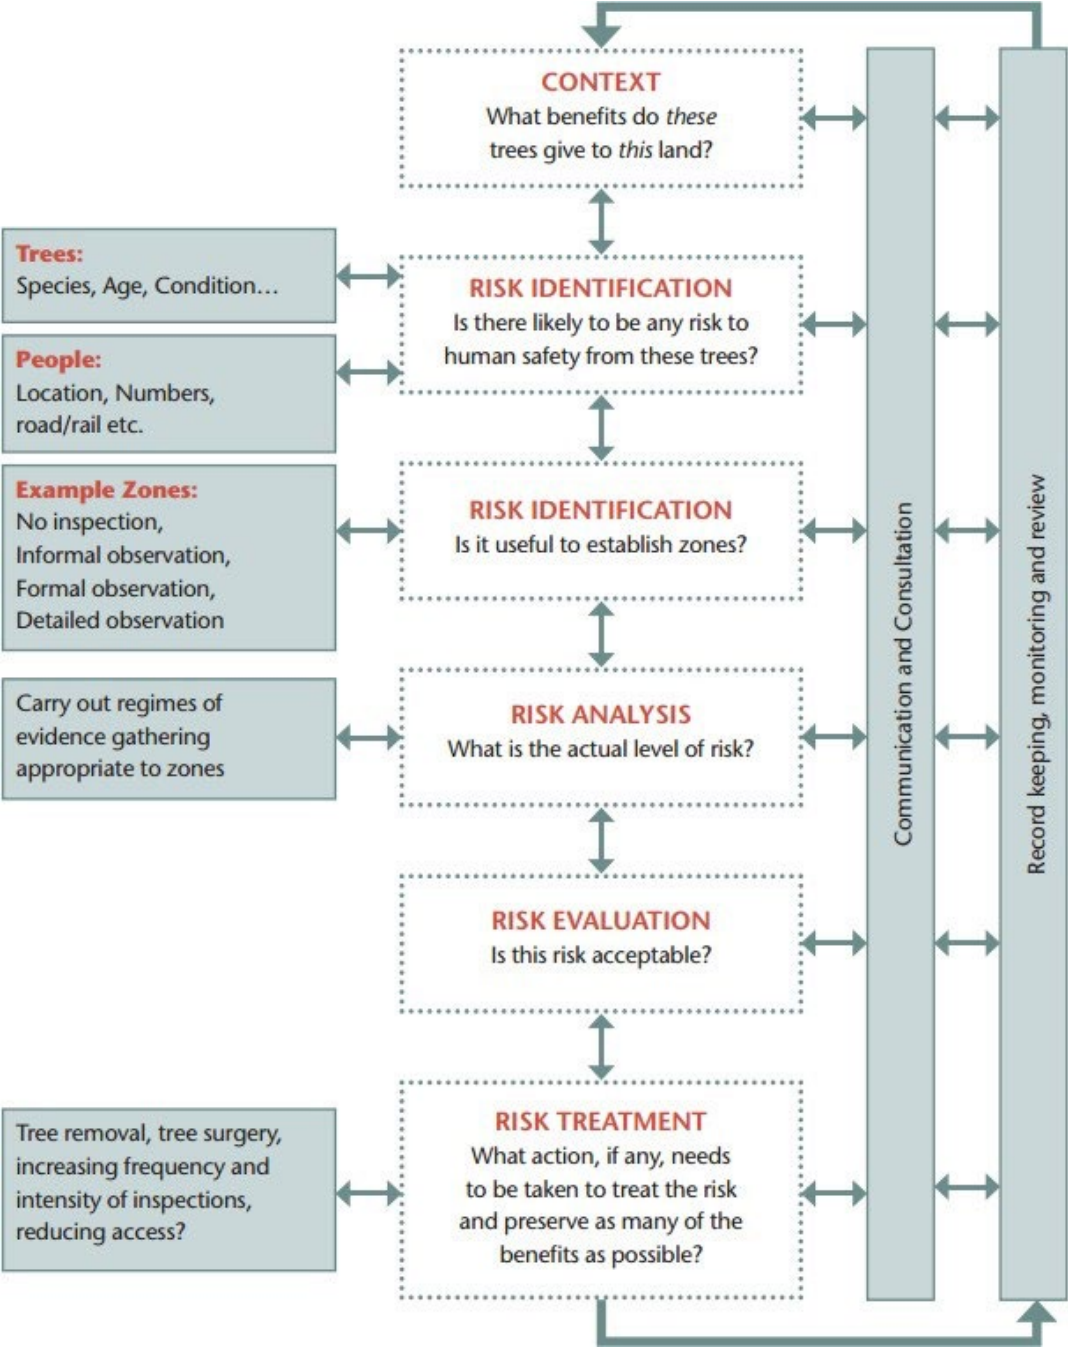 CONTEXT
What benefits do these
trees give to this land?
Trees:
Species, Age, Condition...
RISK IDENTIFICATION
Is there likely to be any risk to
human safety from these trees?
People:
Location, Numbers,
road/rail etc.
Example Zones:
No inspection,
Informal observation,
Formal observation,
Detailed observation
RISK IDENTIFICATION
Is it useful to establish zones?
Carry out regimes of
evidence gathering
appropriate to zones
RISK ANALYSIS
What is the actual level of risk?
RISK EVALUATION
Is this risk acceptable?
Tree removal, tree surgery,
increasing frequency and
intensity of inspections,
reducing access?
RISK TREATMENT
What action, if any, needs
to be taken to treat the risk
and preserve as many of the
benefits as possible?
Communication and Consultation
Record keeping, monitoring and review